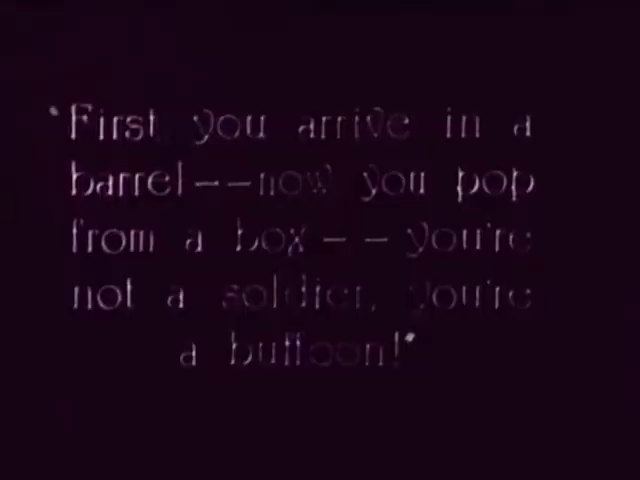 "First you arrive in a
barrel--now you pop
from a box-- you're
not a soldier, you're
a buffoon!"